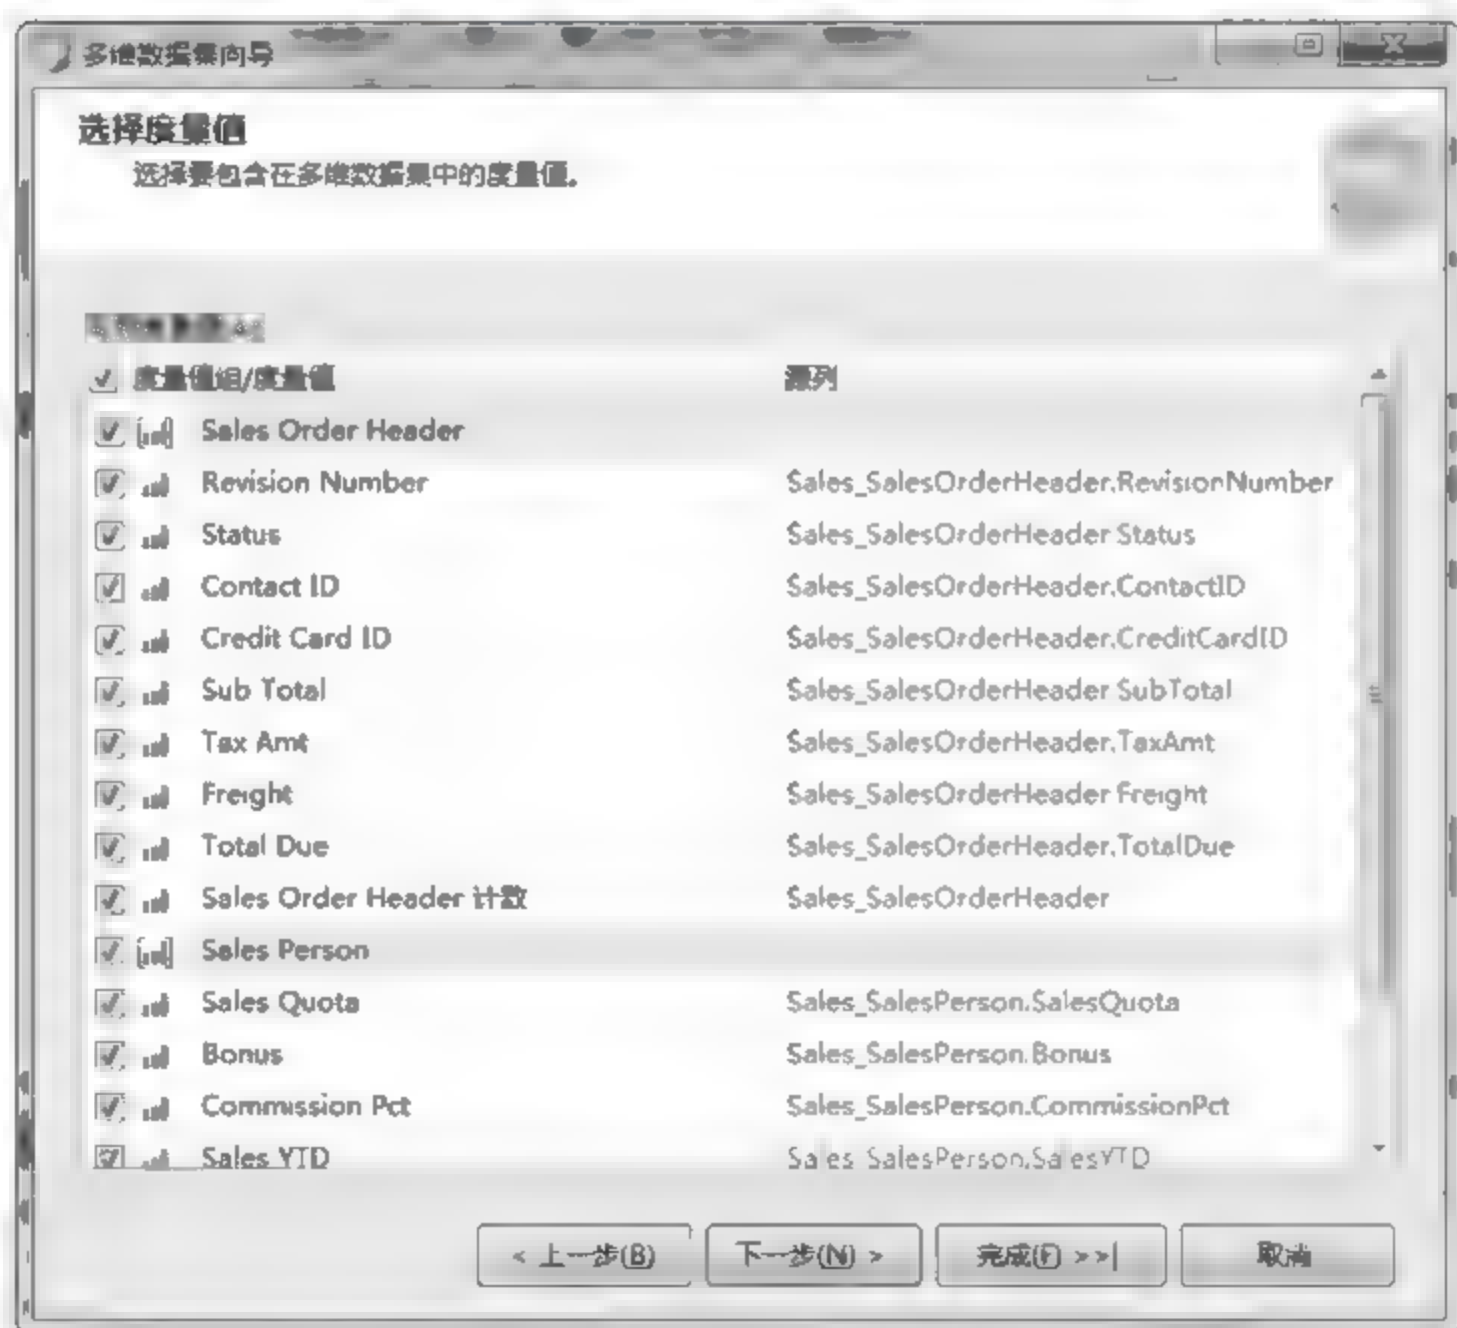 多维数据集向导
选择度量值
选择要包含在多维数据集中的度量值。
度量值组/度量值 源列
Sales Order Header
Revision Number Sales_SalesOrderHeader.RevisionNumber
Status Sales_SalesOrderHeader.Status
Contact ID Sales_SalesOrderHeader.ContactID
Credit Card ID Sales_SalesOrderHeader.CreditCardID
Sub Total Sales_SalesOrderHeader.SubTotal
Tax Amt Sales_SalesOrderHeader.TaxAmt
Freight Sales_SalesOrderHeader.Freight
Total Due Sales_SalesOrderHeader.TotalDue
Sales Order Header 计数 Sales_SalesOrderHeader
Sales Person
Sales Quota Sales_SalesPerson.SalesQuota
Bonus Sales_SalesPerson.Bonus
Commission Pct Sales_SalesPerson.CommissionPct
Sales YTD Sales_SalesPerson.SalesYTD
< 上一步(B) 下一步(N) > 完成(F) >>| 取消